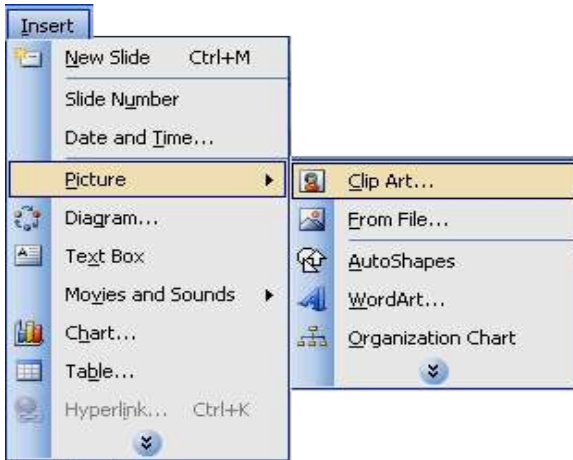 Insert
New Slide Ctrl+M
Slide Number
Date and Time...
Picture
Diagram...
Text Box
Movies and Sounds
Chart...
Table...
Hyperlink... Ctrl+K
Clip Art...
From File...
AutoShapes
WordArt...
Organization Chart